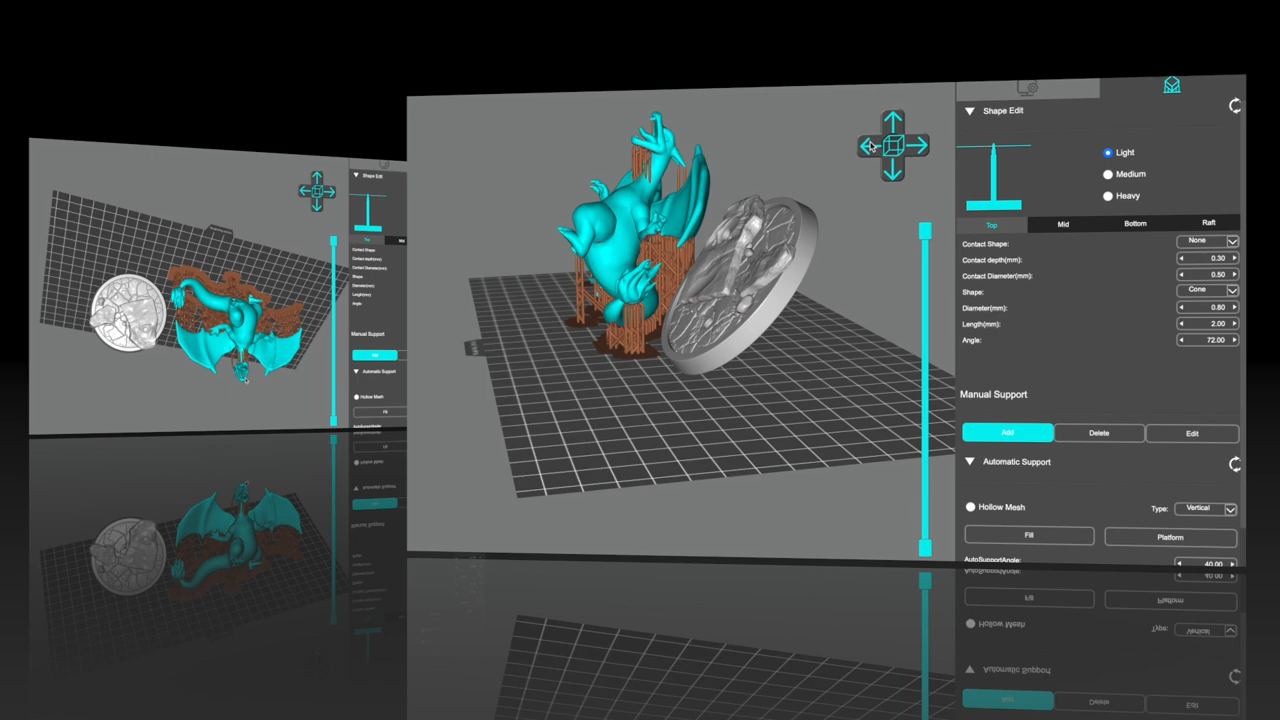 Shape Edit
Top
Mid
Contact Shape:
Contact depth(mm):
Contact Diameter(mm):
Shape:
Diameter(mm):
Length(mm):
Angle
Manual Support
Add
Automatic Support
Hollow Mesh
Fill
Shape Edit
Light
Medium
Heavy
Top Mid Bottom Raft
Contact Shape: None
Contact depth(mm): 0.30
Contact Diameter(mm): 0.50
Shape: Cone
Diameter(mm): 0.80
Length(mm): 2.00
Angle: 72.00
Manual Support
Add Delete Edit
Automatic Support
Hollow Mesh Type: Vertical
Fill Platform
AutoSupportAngle: 40.00